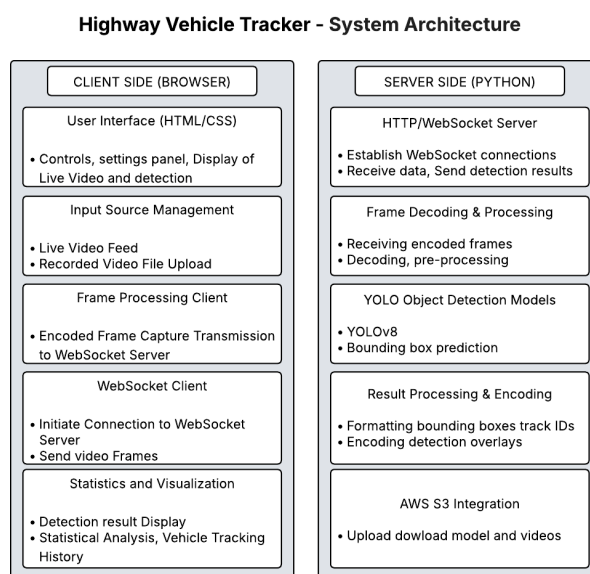 Highway Vehicle Tracker - System Architecture
CLIENT SIDE (BROWSER)
User Interface (HTML/CSS)
• Controls, settings panel, Display of
Live Video and detection
Input Source Management
• Live Video Feed
• Recorded Video File Upload
Frame Processing Client
• Encoded Frame Capture Transmission
to WebSocket Server
WebSocket Client
• Initiate Connection to WebSocket
Server
• Send video Frames
Statistics and Visualization
• Detection result Display
• Statistical Analysis, Vehicle Tracking
History
SERVER SIDE (PYTHON)
HTTP/WebSocket Server
• Establish WebSocket connections
• Receive data, Send detection results
Frame Decoding & Processing
• Receiving encoded frames
• Decoding, pre-processing
YOLO Object Detection Models
• YOLOv8
• Bounding box prediction
Result Processing & Encoding
• Formatting bounding boxes track IDs
• Encoding detection overlays
AWS S3 Integration
• Upload dowload model and videos